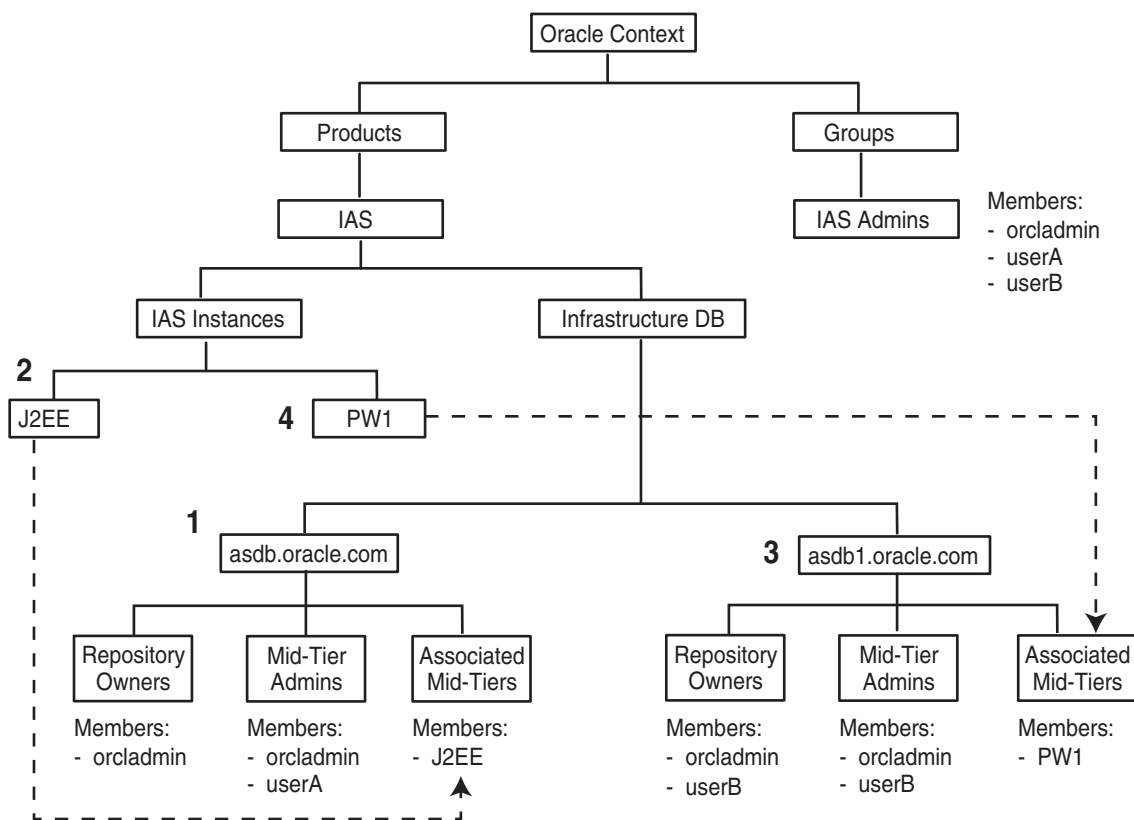 Oracle Context
Products
Groups
IAS
IAS Admins
Members:
- orcladmin
- userA
- userB
IAS Instances
Infrastructure DB
2
J2EE
4
PW1
1
asdb.oracle.com
3
asdb1.oracle.com
Repository
Owners
Members:
- orcladmin
Mid-Tier
Admins
Members:
- orcladmin
- userA
Associated
Mid-Tiers
Members:
- J2EE
Repository
Owners
Members:
- orcladmin
- userB
Mid-Tier
Admins
Members:
- orcladmin
- userB
Associated
Mid-Tiers
Members:
- PW1